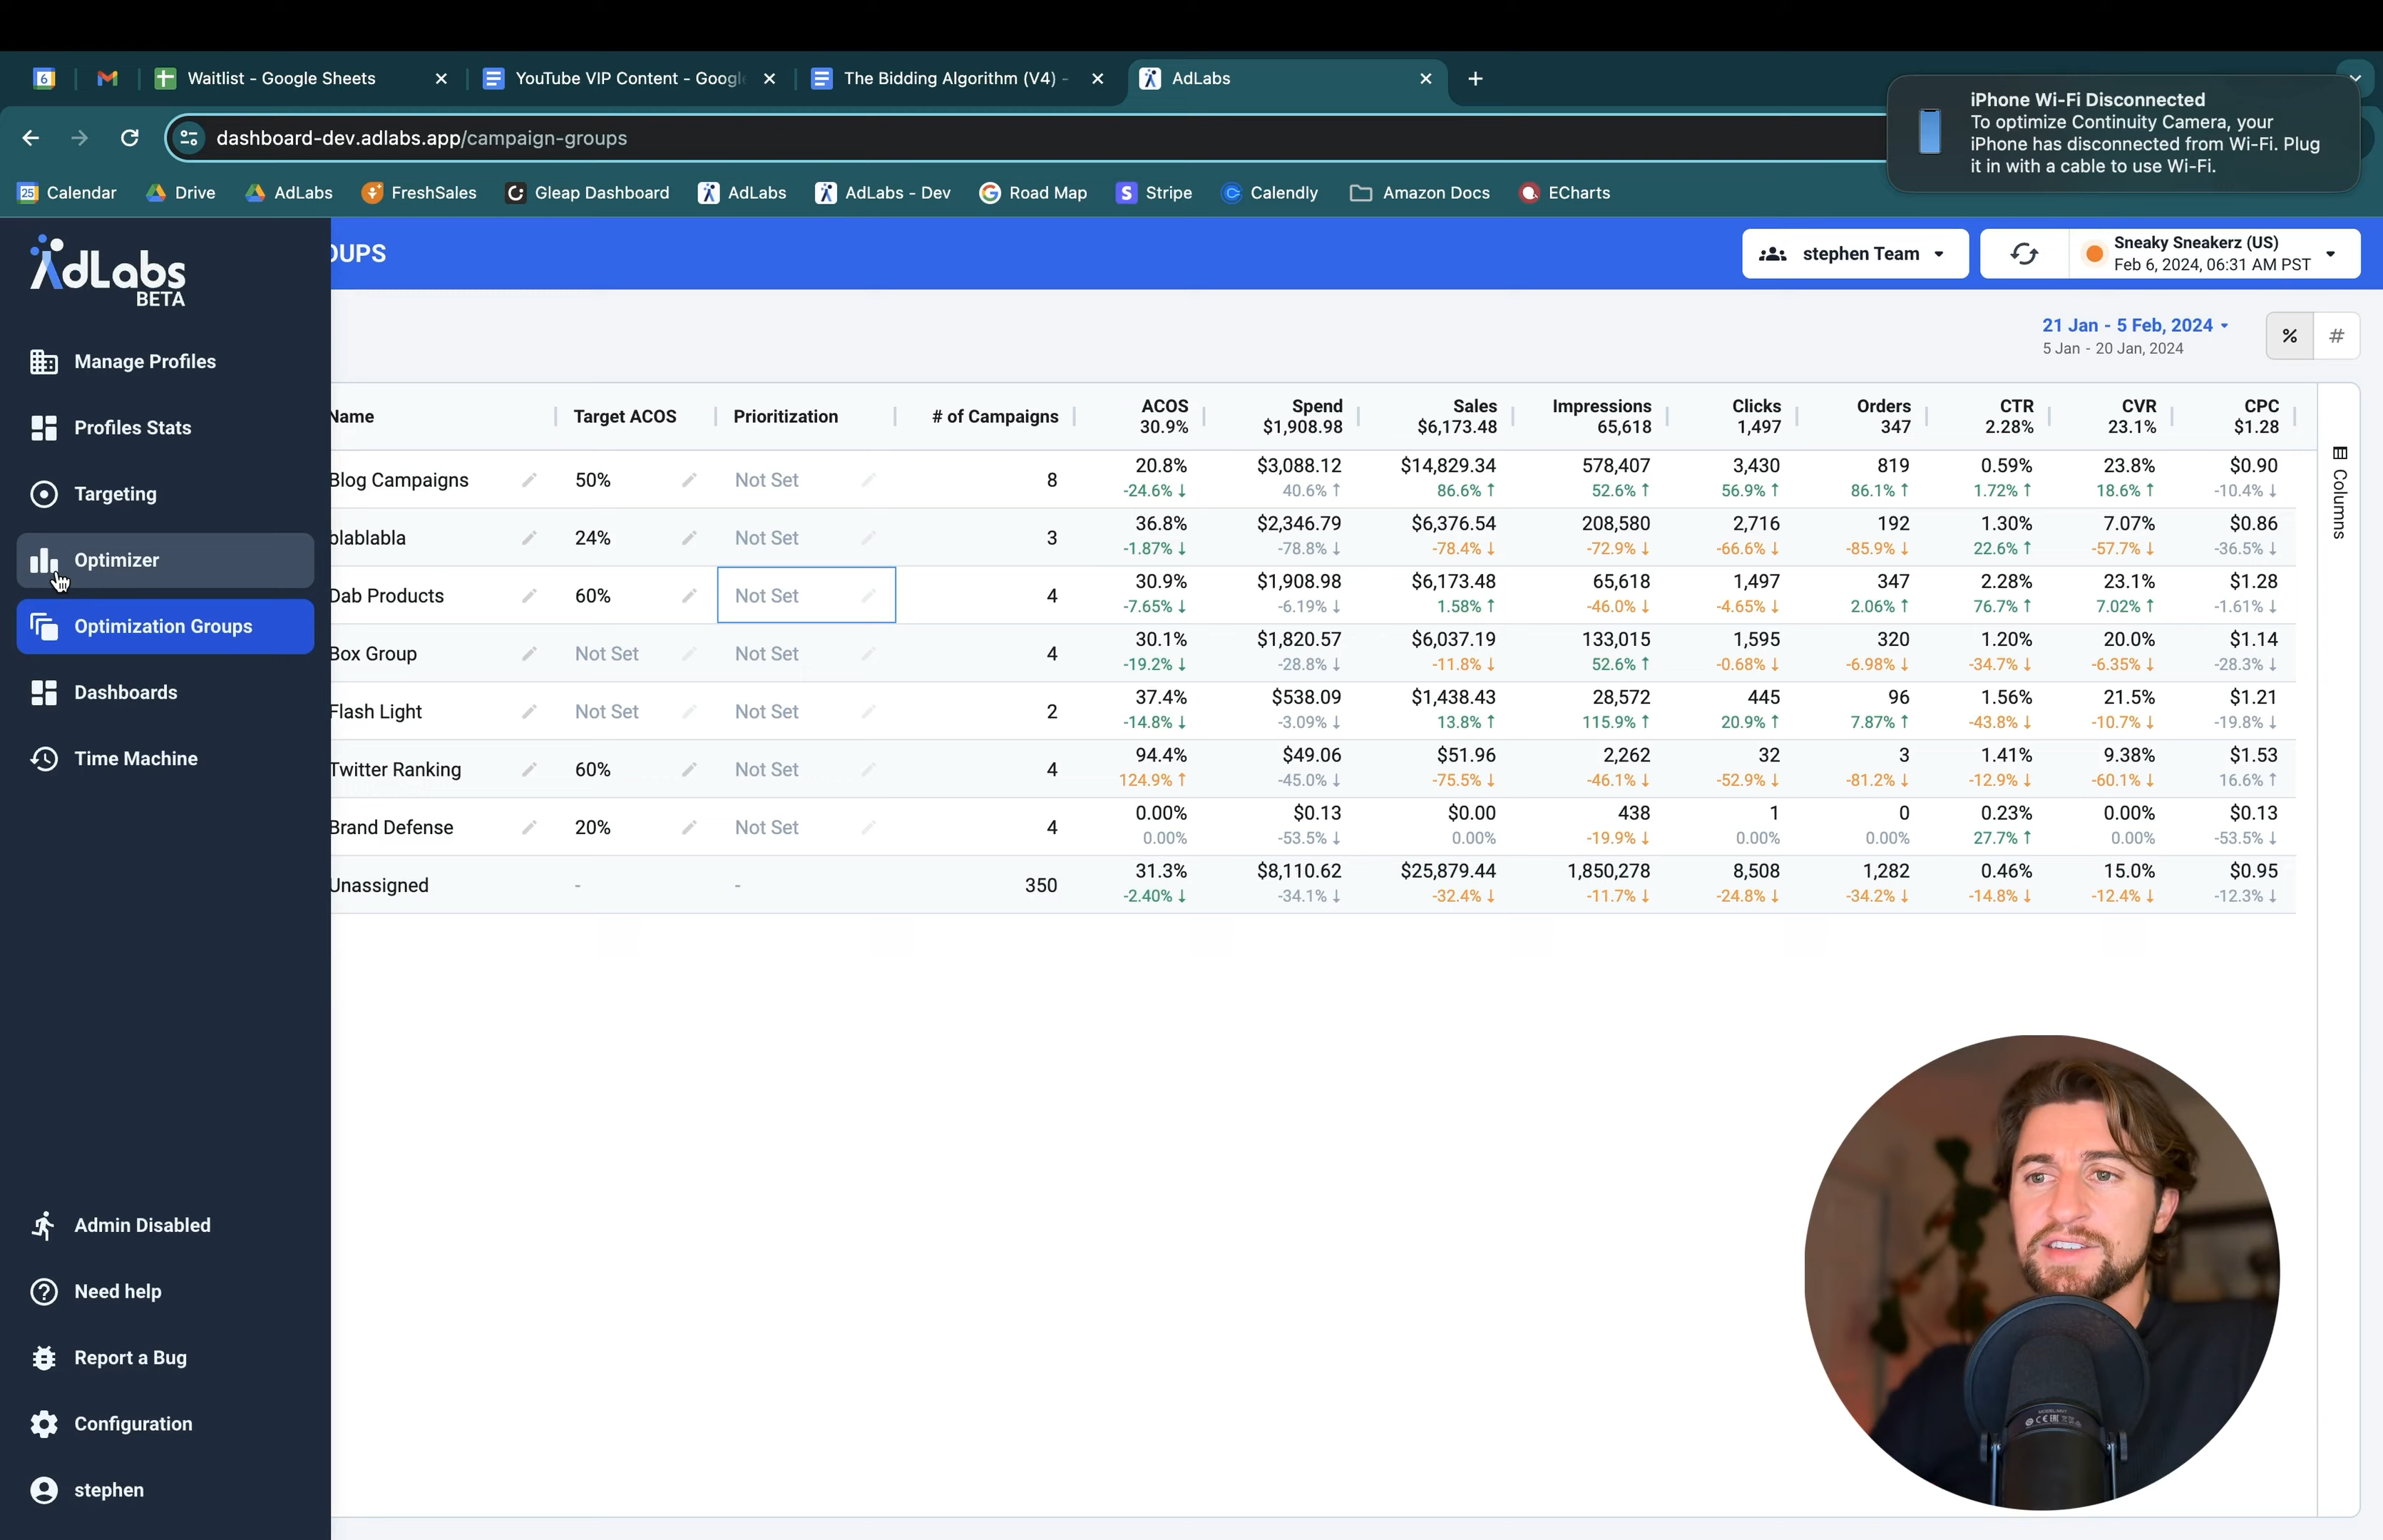 6
Waitlist - Google Sheets
YouTube VIP Content - Googl
The Bidding Algorithm (V4) -
AdLabs
iPhone Wi-Fi Disconnected
To optimize Continuity Camera, your
iPhone has disconnected from Wi-Fi. Plug
it in with a cable to use Wi-Fi.
dashboard-dev.adlabs.app/campaign-groups
25 Calendar
Drive
AdLabs
FreshSales
Gleap Dashboard
AdLabs
AdLabs - Dev
Road Map
S Stripe
Calendly
Amazon Docs
ECharts
AdLabs
BETA
OUPS
stephen Team
Sneaky Sneakerz (US)
Feb 6, 2024, 06:31 AM PST
21 Jan - 5 Feb, 2024
5 Jan - 20 Jan, 2024
% #
Manage Profiles
Profiles Stats
Targeting
Optimizer
Optimization Groups
Dashboards
Time Machine
Admin Disabled
Need help
Report a Bug
Configuration
stephen
Name Target ACOS Prioritization # of Campaigns ACOS Spend Sales Impressions Clicks Orders CTR CVR CPC
30.9% $1,908.98 $6,173.48 65,618 1,497 347 2.28% 23.1% $1.28
Blog Campaigns 50% Not Set 8 20.8% $3,088.12 $14,829.34 578,407 3,430 819 0.59% 23.8% $0.90
-24.6% ↓ 40.6% ↑ 86.6% ↑ 52.6% ↑ 56.9% ↑ 86.1% ↑ 1.72% ↑ 18.6% ↑ -10.4% ↓
blablabla 24% Not Set 3 36.8% $2,346.79 $6,376.54 208,580 2,716 192 1.30% 7.07% $0.86
-1.87% ↓ -78.8% ↓ -78.4% ↓ -72.9% ↓ -66.6% ↓ -85.9% ↓ 22.6% ↑ -57.7% ↓ -36.5% ↓
Dab Products 60% Not Set 4 30.9% $1,908.98 $6,173.48 65,618 1,497 347 2.28% 23.1% $1.28
-7.65% ↓ -6.19% ↓ 1.58% ↑ -46.0% ↓ -4.65% ↓ 2.06% ↑ 76.7% ↑ 7.02% ↑ -1.61% ↓
Box Group Not Set Not Set 4 30.1% $1,820.57 $6,037.19 133,015 1,595 320 1.20% 20.0% $1.14
-19.2% ↓ -28.8% ↓ -11.8% ↓ 52.6% ↑ -0.68% ↓ -6.98% ↓ -34.7% ↓ -6.35% ↓ -28.3% ↓
Flash Light Not Set Not Set 2 37.4% $538.09 $1,438.43 28,572 445 96 1.56% 21.5% $1.21
-14.8% ↓ -3.09% ↓ 13.8% ↑ 115.9% ↑ 20.9% ↑ 7.87% ↑ -43.8% ↓ -10.7% ↓ -19.8% ↓
Twitter Ranking 60% Not Set 4 94.4% $49.06 $51.96 2,262 32 3 1.41% 9.38% $1.53
124.9% ↑ -45.0% ↓ -75.5% ↓ -46.1% ↓ -52.9% ↓ -81.2% ↓ -12.9% ↓ -60.1% ↓ 16.6% ↑
Brand Defense 20% Not Set 4 0.00% $0.13 $0.00 438 1 0 0.23% 0.00% $0.13
0.00% -53.5% ↓ 0.00% -19.9% ↓ 0.00% 0.00% 27.7% ↑ 0.00% -53.5% ↓
Unassigned - - 350 31.3% $8,110.62 $25,879.44 1,850,278 8,508 1,282 0.46% 15.0% $0.95
-2.40% ↓ -34.1% ↓ -32.4% ↓ -11.7% ↓ -24.8% ↓ -34.2% ↓ -14.8% ↓ -12.4% ↓ -12.3% ↓
Columns